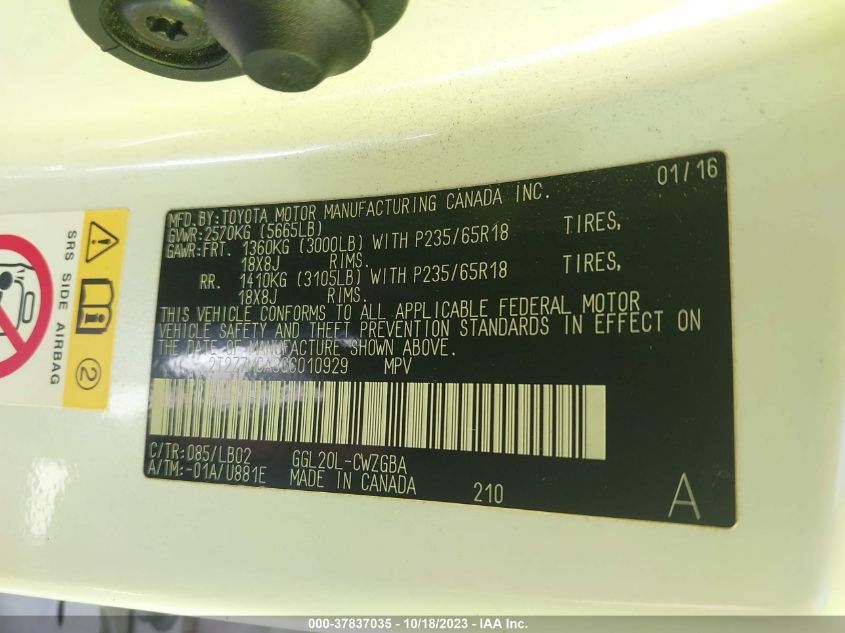 01/16
MFD.BY:TOYOTA MOTOR MANUFACTURING CANADA INC.
GVWR:2570KG (5665LB)
GAWR:FRT. 1360KG (3000LB) WITH P235/65R18 TIRES,
18X8J RIMS.
RR. 1410KG (3105LB) WITH P235/65R18 TIRES,
18X8J RIMS.
THIS VEHICLE CONFORMS TO ALL APPLICABLE FEDERAL MOTOR
VEHICLE SAFETY AND THEFT PREVENTION STANDARDS IN EFFECT ON
THE DATE OF MANUFACTURE SHOWN ABOVE.
MPV
C/TR:085/LB02 GGL20L-CWZGBA
A/TM:-01A/U881E MADE IN CANADA 210
A
SRS SIDE AIRBAG
2
000-37837035 - 10/18/2023 - IAA Inc.